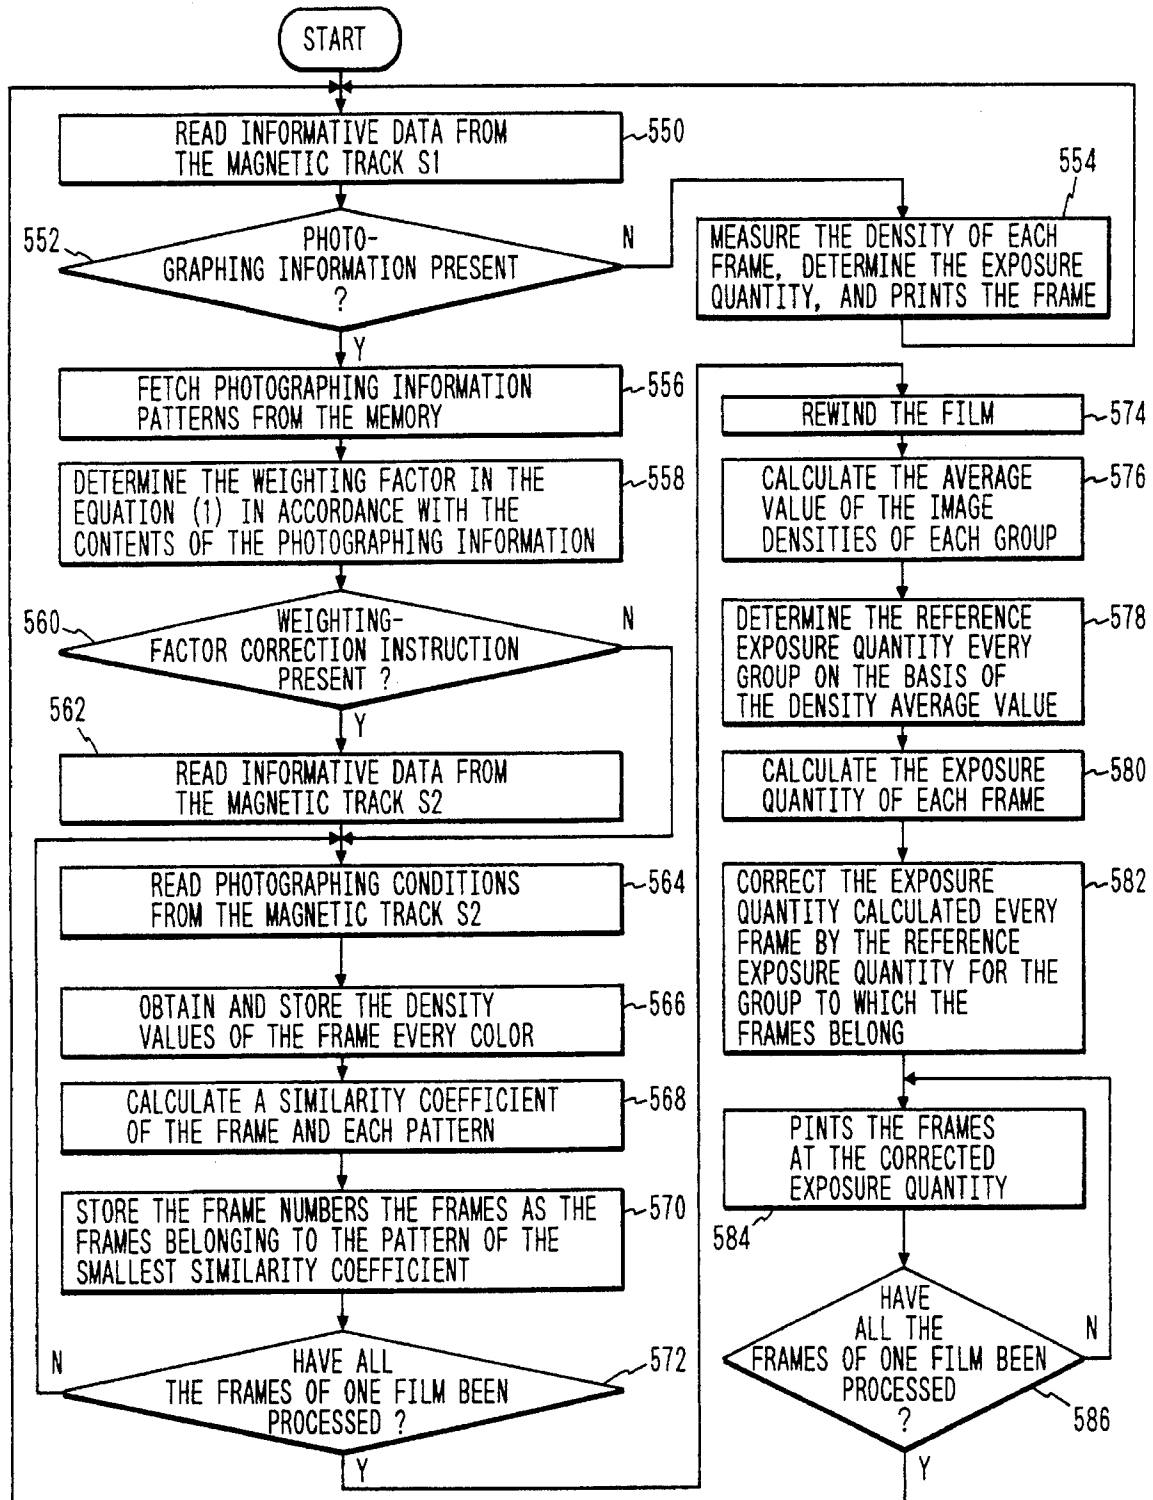 START
READ INFORMATIVE DATA FROM
THE MAGNETIC TRACK S1
550
552
PHOTO-
GRAPHING INFORMATION PRESENT
?
N
Y
554
MEASURE THE DENSITY OF EACH
FRAME, DETERMINE THE EXPOSURE
QUANTITY, AND PRINTS THE FRAME
FETCH PHOTOGRAPHING INFORMATION
PATTERNS FROM THE MEMORY
556
DETERMINE THE WEIGHTING FACTOR IN THE
EQUATION (1) IN ACCORDANCE WITH THE
CONTENTS OF THE PHOTOGRAPHING INFORMATION
558
560
WEIGHTING-
FACTOR CORRECTION INSTRUCTION
PRESENT ?
N
Y
562
READ INFORMATIVE DATA FROM
THE MAGNETIC TRACK S2
READ PHOTOGRAPHING CONDITIONS
FROM THE MAGNETIC TRACK S2
564
OBTAIN AND STORE THE DENSITY
VALUES OF THE FRAME EVERY COLOR
566
CALCULATE A SIMILARITY COEFFICIENT
OF THE FRAME AND EACH PATTERN
568
STORE THE FRAME NUMBERS THE FRAMES AS THE
FRAMES BELONGING TO THE PATTERN OF THE
SMALLEST SIMILARITY COEFFICIENT
570
N
HAVE ALL
THE FRAMES OF ONE FILM BEEN
PROCESSED ?
572
Y
REWIND THE FILM
574
CALCULATE THE AVERAGE
VALUE OF THE IMAGE
DENSITIES OF EACH GROUP
576
DETERMINE THE REFERENCE
EXPOSURE QUANTITY EVERY
GROUP ON THE BASIS OF
THE DENSITY AVERAGE VALUE
578
CALCULATE THE EXPOSURE
QUANTITY OF EACH FRAME
580
CORRECT THE EXPOSURE
QUANTITY CALCULATED EVERY
FRAME BY THE REFERENCE
EXPOSURE QUANTITY FOR THE
GROUP TO WHICH THE
FRAMES BELONG
582
PINTS THE FRAMES
AT THE CORRECTED
EXPOSURE QUANTITY
584
HAVE
ALL THE
FRAMES OF ONE FILM BEEN
PROCESSED
?
N
586
Y